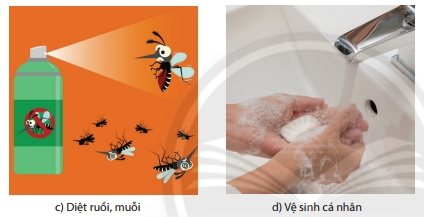 c) Diệt ruồi, muỗi
d) Vệ sinh cá nhân